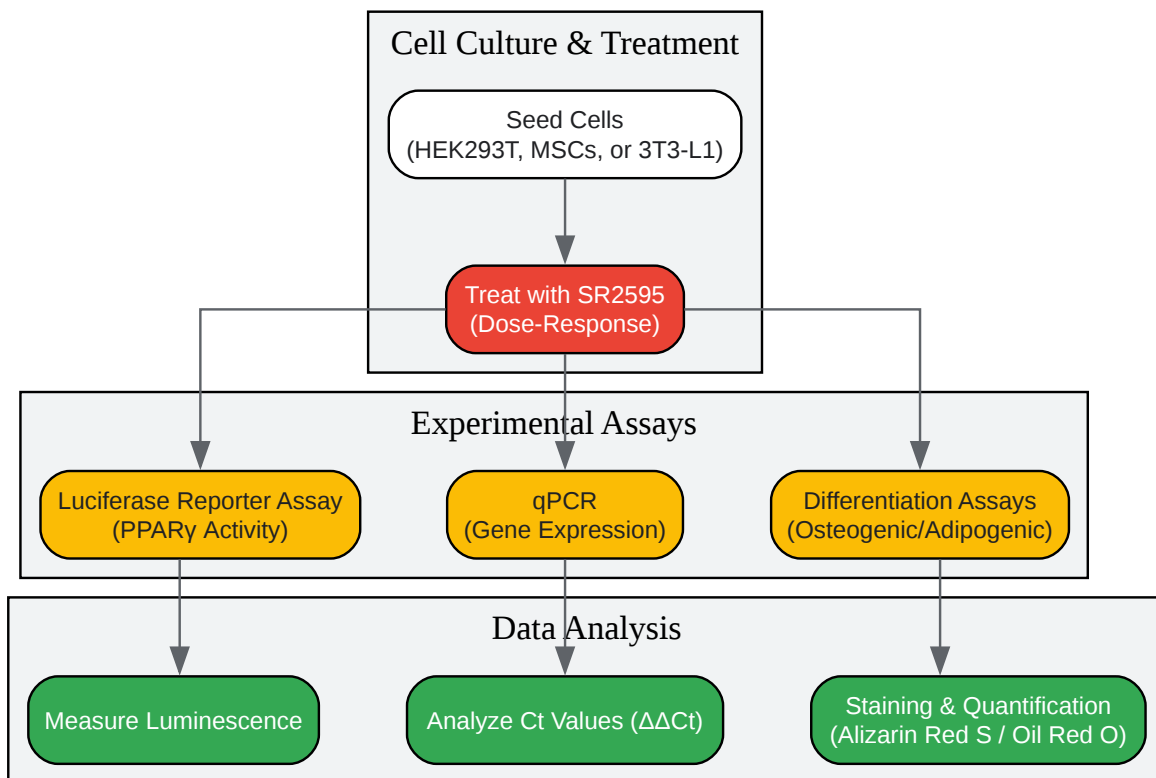 Cell Culture & Treatment
Seed Cells
(HEK293T, MSCs, or 3T3-L1)
Treat with SR2595
(Dose-Response)
Experimental Assays
Luciferase Reporter Assay
(PPARγ Activity)
qPCR
(Gene Expression)
Differentiation Assays
(Osteogenic/Adipogenic)
Data Analysis
Measure Luminescence
Analyze Ct Values (ΔΔCt)
Staining & Quantification
(Alizarin Red S / Oil Red O)